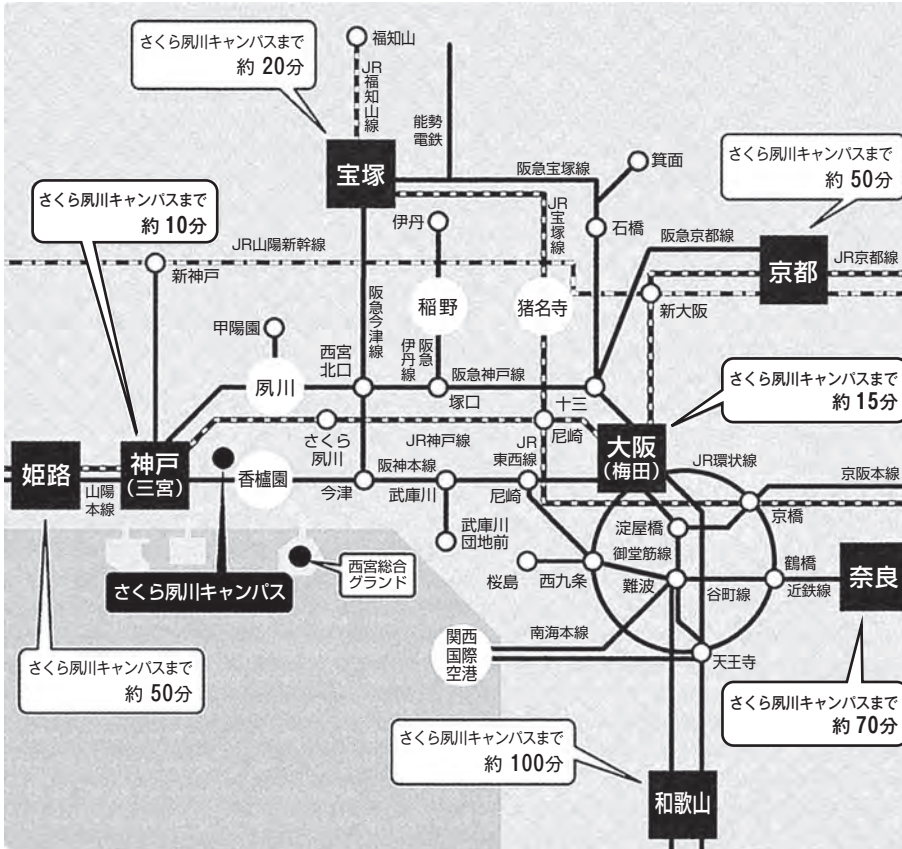 さくら夙川キャンパスまで
約 20分
福知山
JR福知山線
能勢
電鉄
宝塚
阪急宝塚線
箕面
さくら夙川キャンパスまで
約 50分
さくら夙川キャンパスまで
約 10分
伊丹
JR宝塚線
石橋
阪急京都線
京都
JR京都線
JR山陽新幹線
新神戸
阪急今津線
稲野
猪名寺
新大阪
甲陽園
西宮
北口
阪急
伊丹線
阪急神戸線
夙川
塚口
十三
さくら夙川キャンパスまで
約 15分
さくら
夙川
JR神戸線
尼崎
大阪
(梅田)
JR
東西線
JR環状線
姫路
山陽
本線
神戸
(三宮)
香櫨園
今津
阪神本線
武庫川
尼崎
京阪本線
京橋
淀屋橋
武庫川
団地前
御堂筋線
鶴橋
さくら夙川キャンパス
西宮総合
グランド
桜島
西九条
難波
谷町線
近鉄線
奈良
関西
国際
空港
南海本線
天王寺
さくら夙川キャンパスまで
約 50分
さくら夙川キャンパスまで
約 70分
さくら夙川キャンパスまで
約 100分
和歌山